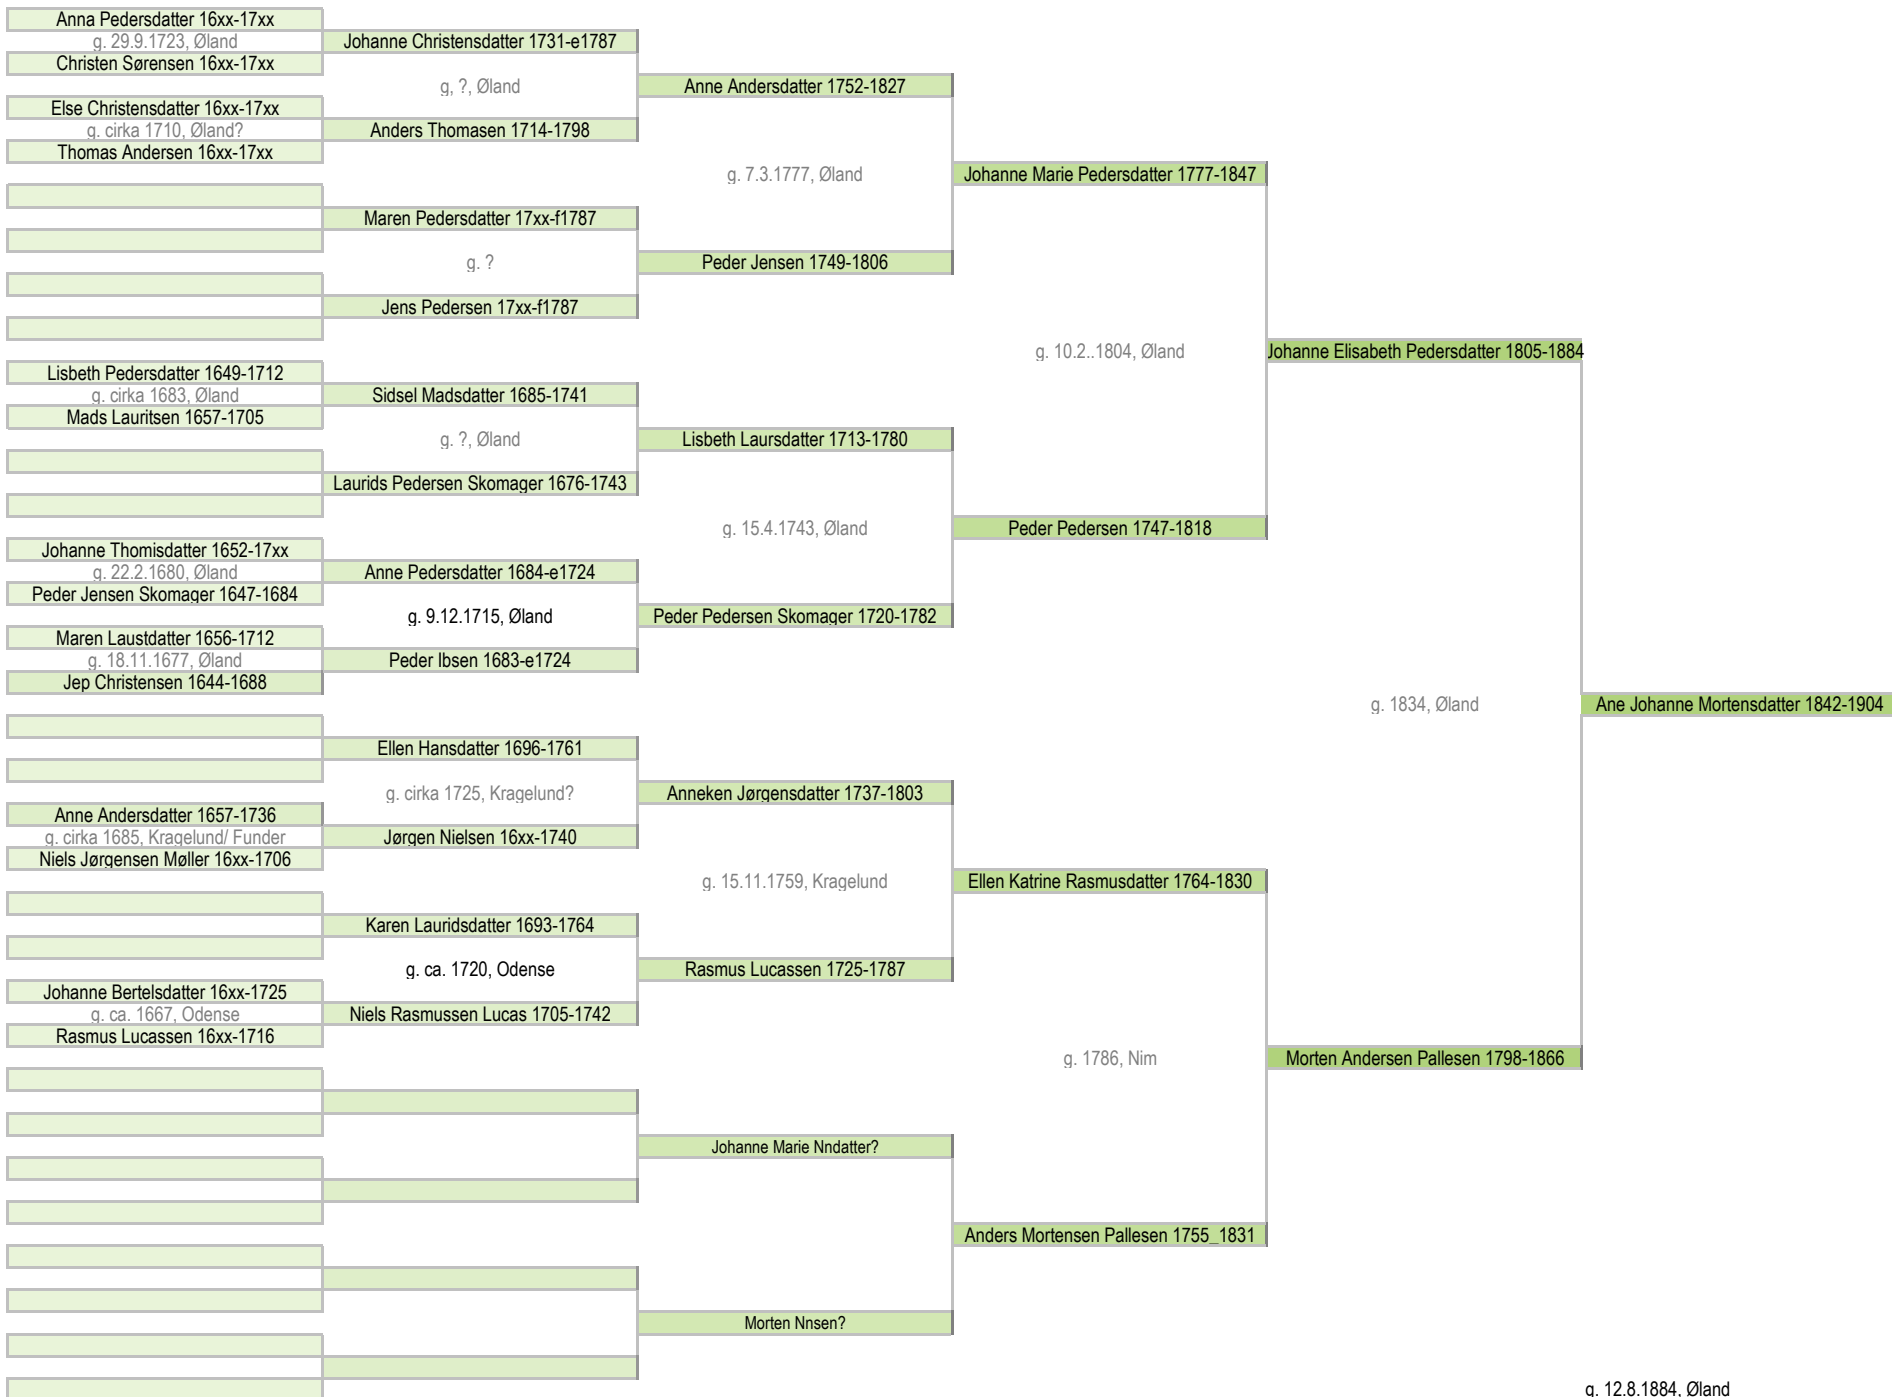 Anna Pedersdatter 16xx-17xx
g. 29.9.1723, Øland
Johanne Christensdatter 1731-e1787
Christen Sørensen 16xx-17xx
g, ?, Øland
Anne Andersdatter 1752-1827
Else Christensdatter 16xx-17xx
g. cirka 1710, Øland?
Anders Thomasen 1714-1798
Thomas Andersen 16xx-17xx
g. 7.3.1777, Øland
Johanne Marie Pedersdatter 1777-1847
Maren Pedersdatter 17xx-f1787
g. ?
Peder Jensen 1749-1806
Jens Pedersen 17xx-f1787
g. 10.2..1804, Øland
Johanne Elisabeth Pedersdatter 1805-1884
Lisbeth Pedersdatter 1649-1712
g. cirka 1683, Øland
Sidsel Madsdatter 1685-1741
Mads Lauritsen 1657-1705
g. ?, Øland
Lisbeth Laursdatter 1713-1780
Laurids Pedersen Skomager 1676-1743
g. 15.4.1743, Øland
Peder Pedersen 1747-1818
Johanne Thomisdatter 1652-17xx
g. 22.2.1680, Øland
Anne Pedersdatter 1684-e1724
Peder Jensen Skomager 1647-1684
g. 9.12.1715, Øland
Peder Pedersen Skomager 1720-1782
Maren Laustdatter 1656-1712
g. 18.11.1677, Øland
Peder Ibsen 1683-e1724
Jep Christensen 1644-1688
g. 1834, Øland
Ane Johanne Mortensdatter 1842-1904
Ellen Hansdatter 1696-1761
g. cirka 1725, Kragelund?
Anneken Jørgensdatter 1737-1803
Anne Andersdatter 1657-1736
g. cirka 1685, Kragelund/ Funder
Jørgen Nielsen 16xx-1740
Niels Jørgensen Møller 16xx-1706
g. 15.11.1759, Kragelund
Ellen Katrine Rasmusdatter 1764-1830
Karen Lauridsdatter 1693-1764
g. ca. 1720, Odense
Rasmus Lucassen 1725-1787
Johanne Bertelsdatter 16xx-1725
g. ca. 1667, Odense
Niels Rasmussen Lucas 1705-1742
Rasmus Lucassen 16xx-1716
g. 1786, Nim
Morten Andersen Pallesen 1798-1866
Johanne Marie Nndatter?
Anders Mortensen Pallesen 1755_1831
Morten Nnsen?
g. 12.8.1884, Øland